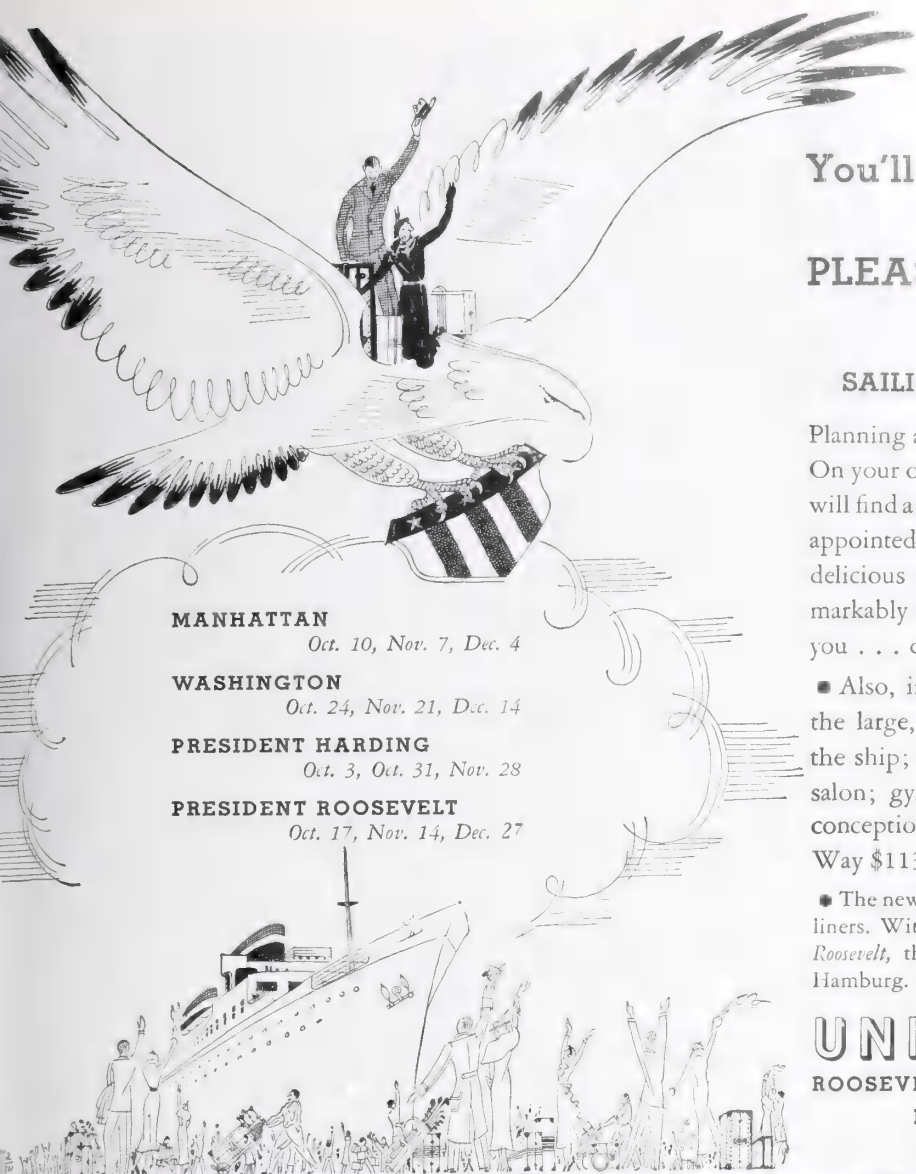 MANHATTAN
Oct. 10, Nov. 7, Dec. 4
WASHINGTON
Oct. 24, Nov. 21, Dec. 14
PRESIDENT HARDING
Oct. 3, Oct. 31, Nov. 28
PRESIDENT ROOSEVELT
Oct. 17, Nov. 14, Dec. 27
You'll
PLEA
SAILI
Planning a
On your o
will find a
appointed
delicious
markably
you . . .
■ Also, i
the large,
the ship;
salon; gy
conceptio
Way $113
■ The new
liners. Wit
Roosevelt, th
Hamburg.
UNI
ROOSEV